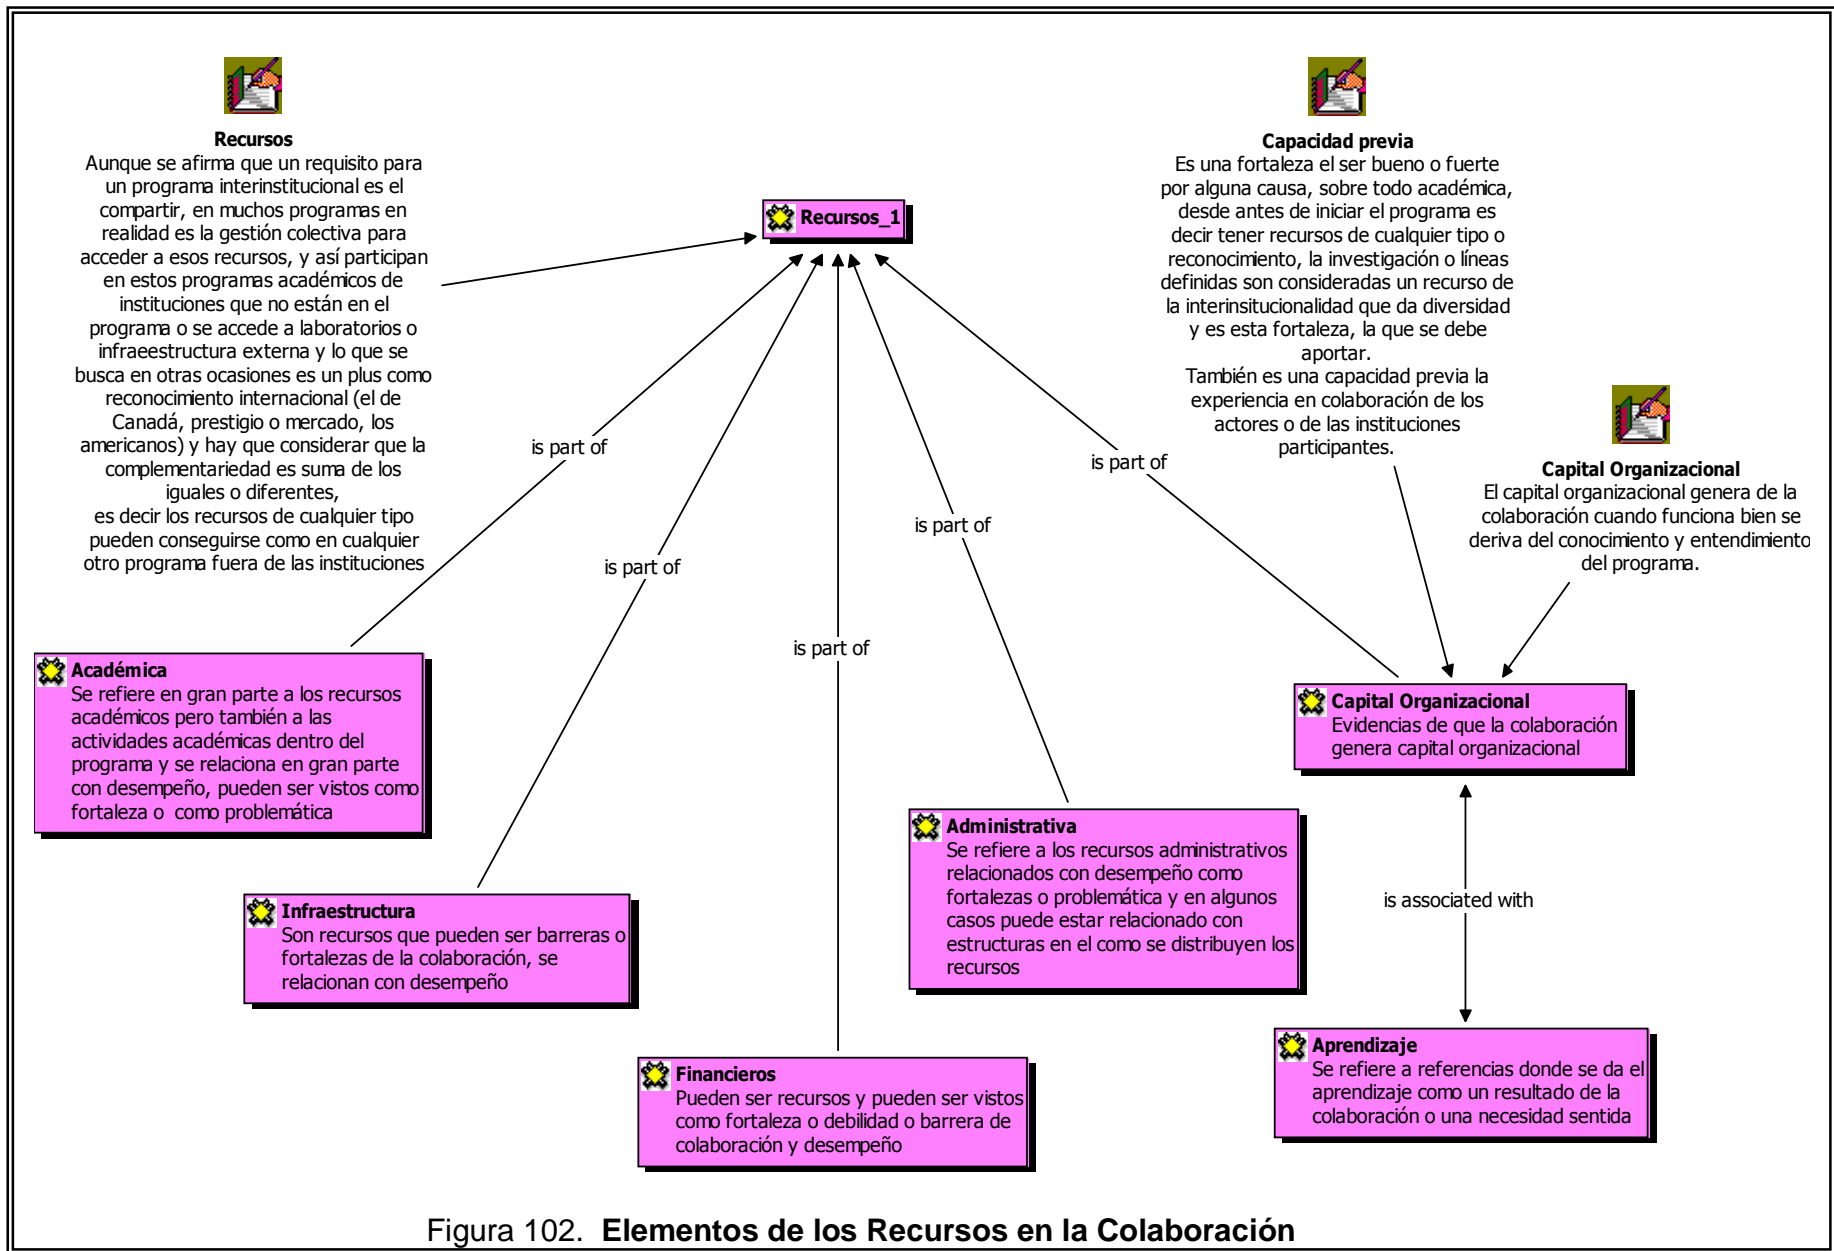 Recursos
Aunque se afirma que un requisito para
un programa interinstitucional es el
compartir, en muchos programas en
realidad es la gestión colectiva para
acceder a esos recursos, y así participan
en estos programas académicos de
instituciones que no están en el
programa o se accede a laboratorios o
infraeestructura externa y lo que se
busca en otras ocasiones es un plus como
reconocimiento internacional (el de
Canadá, prestigio o mercado, los
americanos) y hay que considerar que la
complementariedad es suma de los
iguales o diferentes,
es decir los recursos de cualquier tipo
pueden conseguirse como en cualquier
otro programa fuera de las instituciones
Recursos_1
Capacidad previa
Es una fortaleza el ser bueno o fuerte
por alguna causa, sobre todo académica,
desde antes de iniciar el programa es
decir tener recursos de cualquier tipo o
reconocimiento, la investigación o líneas
definidas son consideradas un recurso de
la interinsitucionalidad que da diversidad
y es esta fortaleza, la que se debe
aportar.
También es una capacidad previa la
experiencia en colaboración de los
actores o de las instituciones
participantes.
Capital Organizacional
El capital organizacional genera de la
colaboración cuando funciona bien se
deriva del conocimiento y entendimiento
del programa.
is part of
is part of
is part of
is part of
is part of
Académica
Se refiere en gran parte a los recursos
académicos pero también a las
actividades académicas dentro del
programa y se relaciona en gran parte
con desempeño, pueden ser vistos como
fortaleza o como problemática
Capital Organizacional
Evidencias de que la colaboración
genera capital organizacional
Administrativa
Se refiere a los recursos administrativos
relacionados con desempeño como
fortalezas o problemática y en algunos
casos puede estar relacionado con
estructuras en el como se distribuyen los
recursos
is associated with
Infraestructura
Son recursos que pueden ser barreras o
fortalezas de la colaboración, se
relacionan con desempeño
Financieros
Pueden ser recursos y pueden ser vistos
como fortaleza o debilidad o barrera de
colaboración y desempeño
Aprendizaje
Se refiere a referencias donde se da el
aprendizaje como un resultado de la
colaboración o una necesidad sentida
Figura 102. Elementos de los Recursos en la Colaboración